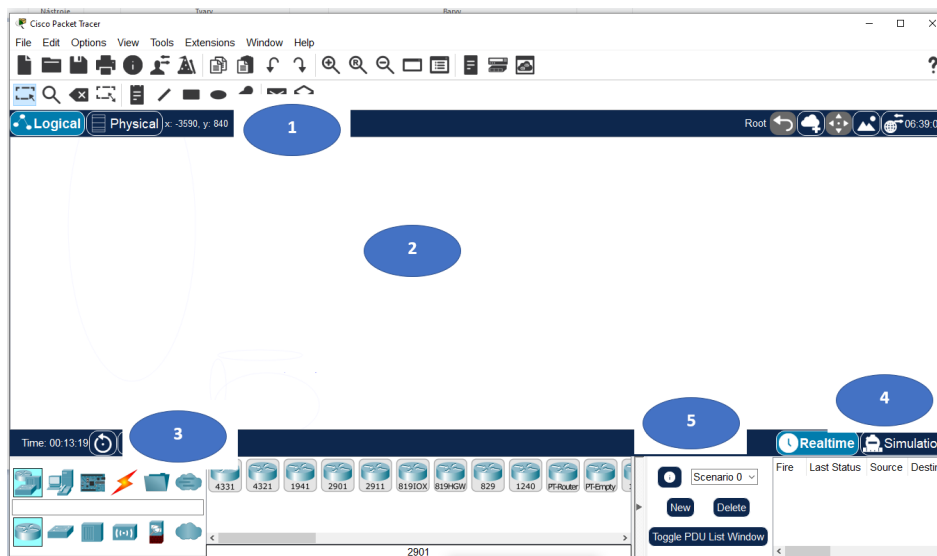 Nástroje Tvary Barvy
Cisco Packet Tracer
File Edit Options View Tools Extensions Window Help
?
Logical Physical x: -3590, y: 840 1 Root 06:39:0
2
3 5 4
Time: 00:13:19 Realtime Simulatio
Fire Last Status Source Destin
Scenario 0
4331 4321 1941 2901 2911 819IOX 819HGW 829 1240 PT-Router PT-Empty
New Delete
Toggle PDU List Window
2901